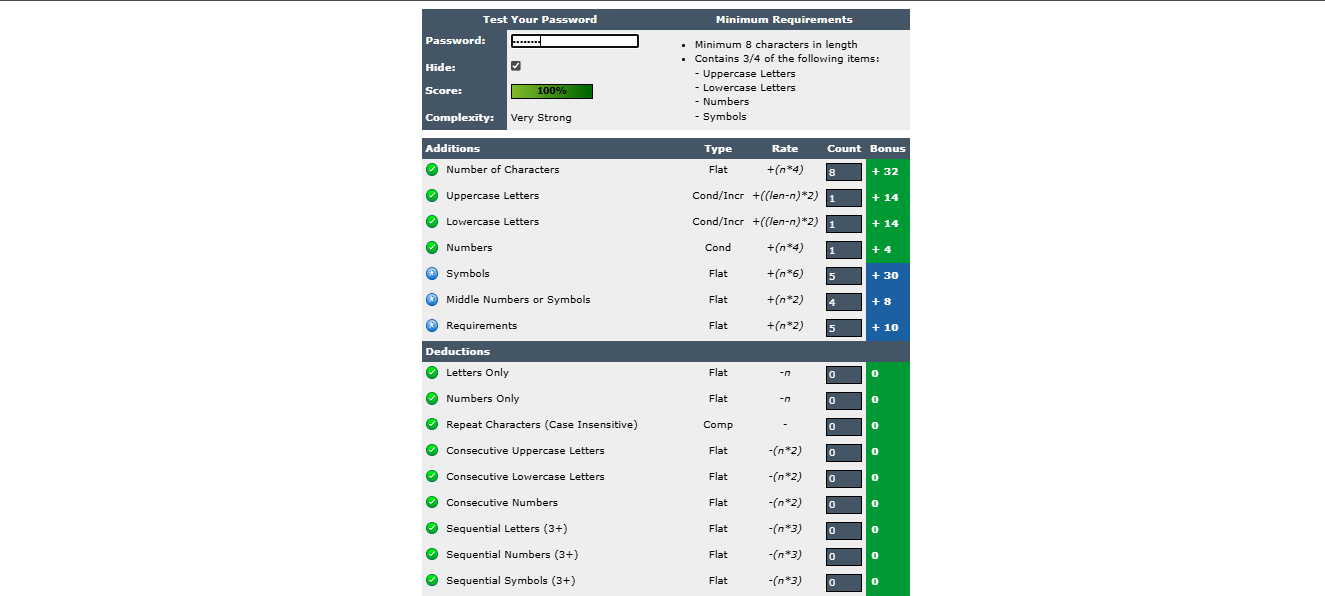 Test Your Password Minimum Requirements
Password: ••••••••
Hide:
Score: 100%
Complexity: Very Strong
• Minimum 8 characters in length
• Contains 3/4 of the following items:
- Uppercase Letters
- Lowercase Letters
- Numbers
- Symbols
Additions Type Rate Count Bonus
Number of Characters Flat +(n*4) 8 + 32
Uppercase Letters Cond/Incr +((len-n)*2) 1 + 14
Lowercase Letters Cond/Incr +((len-n)*2) 1 + 14
Numbers Cond +(n*4) 1 + 4
Symbols Flat +(n*6) 5 + 30
Middle Numbers or Symbols Flat +(n*2) 4 + 8
Requirements Flat +(n*2) 5 + 10
Deductions
Letters Only Flat -n 0 0
Numbers Only Flat -n 0 0
Repeat Characters (Case Insensitive) Comp - 0 0
Consecutive Uppercase Letters Flat -(n*2) 0 0
Consecutive Lowercase Letters Flat -(n*2) 0 0
Consecutive Numbers Flat -(n*2) 0 0
Sequential Letters (3+) Flat -(n*3) 0 0
Sequential Numbers (3+) Flat -(n*3) 0 0
Sequential Symbols (3+) Flat -(n*3) 0 0